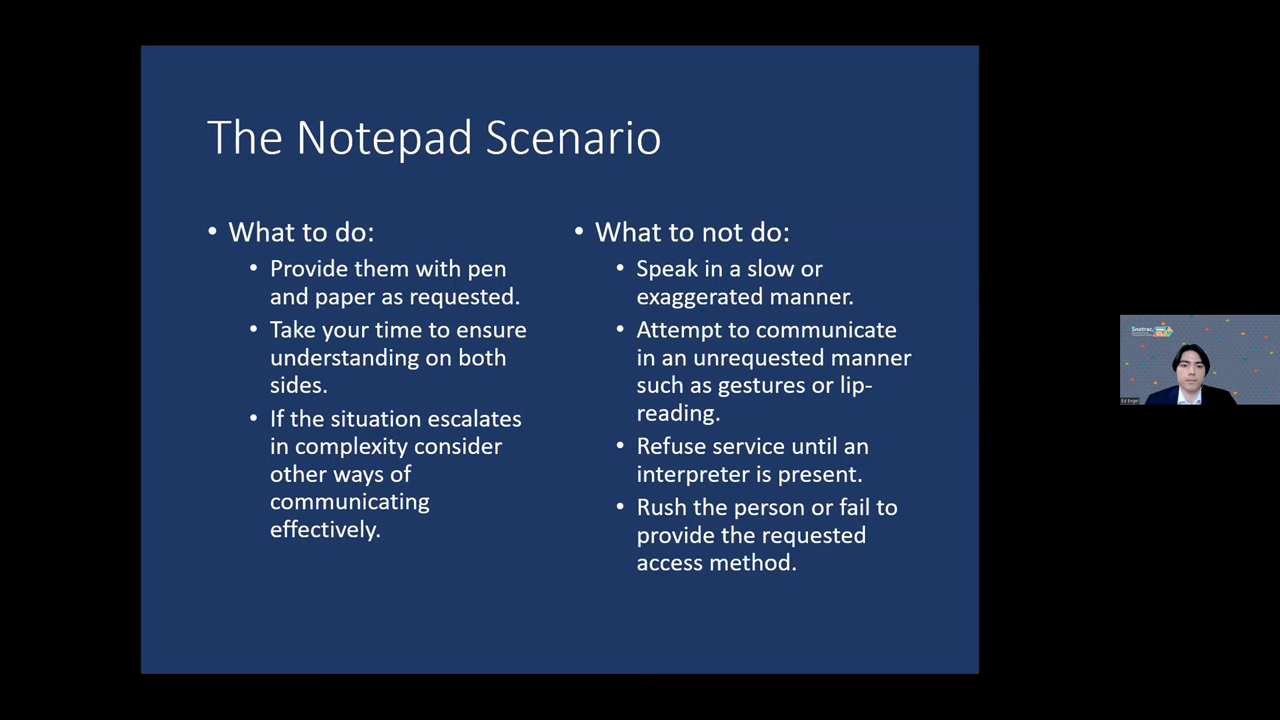 The Notepad Scenario
• What to do:
• Provide them with pen
and paper as requested.
• Take your time to ensure
understanding on both
sides.
• If the situation escalates
in complexity consider
other ways of
communicating
effectively.
• What to not do:
• Speak in a slow or
exaggerated manner.
• Attempt to communicate
in an unrequested manner
such as gestures or lip-
reading.
• Refuse service until an
interpreter is present.
• Rush the person or fail to
provide the requested
access method.
Ed Engel